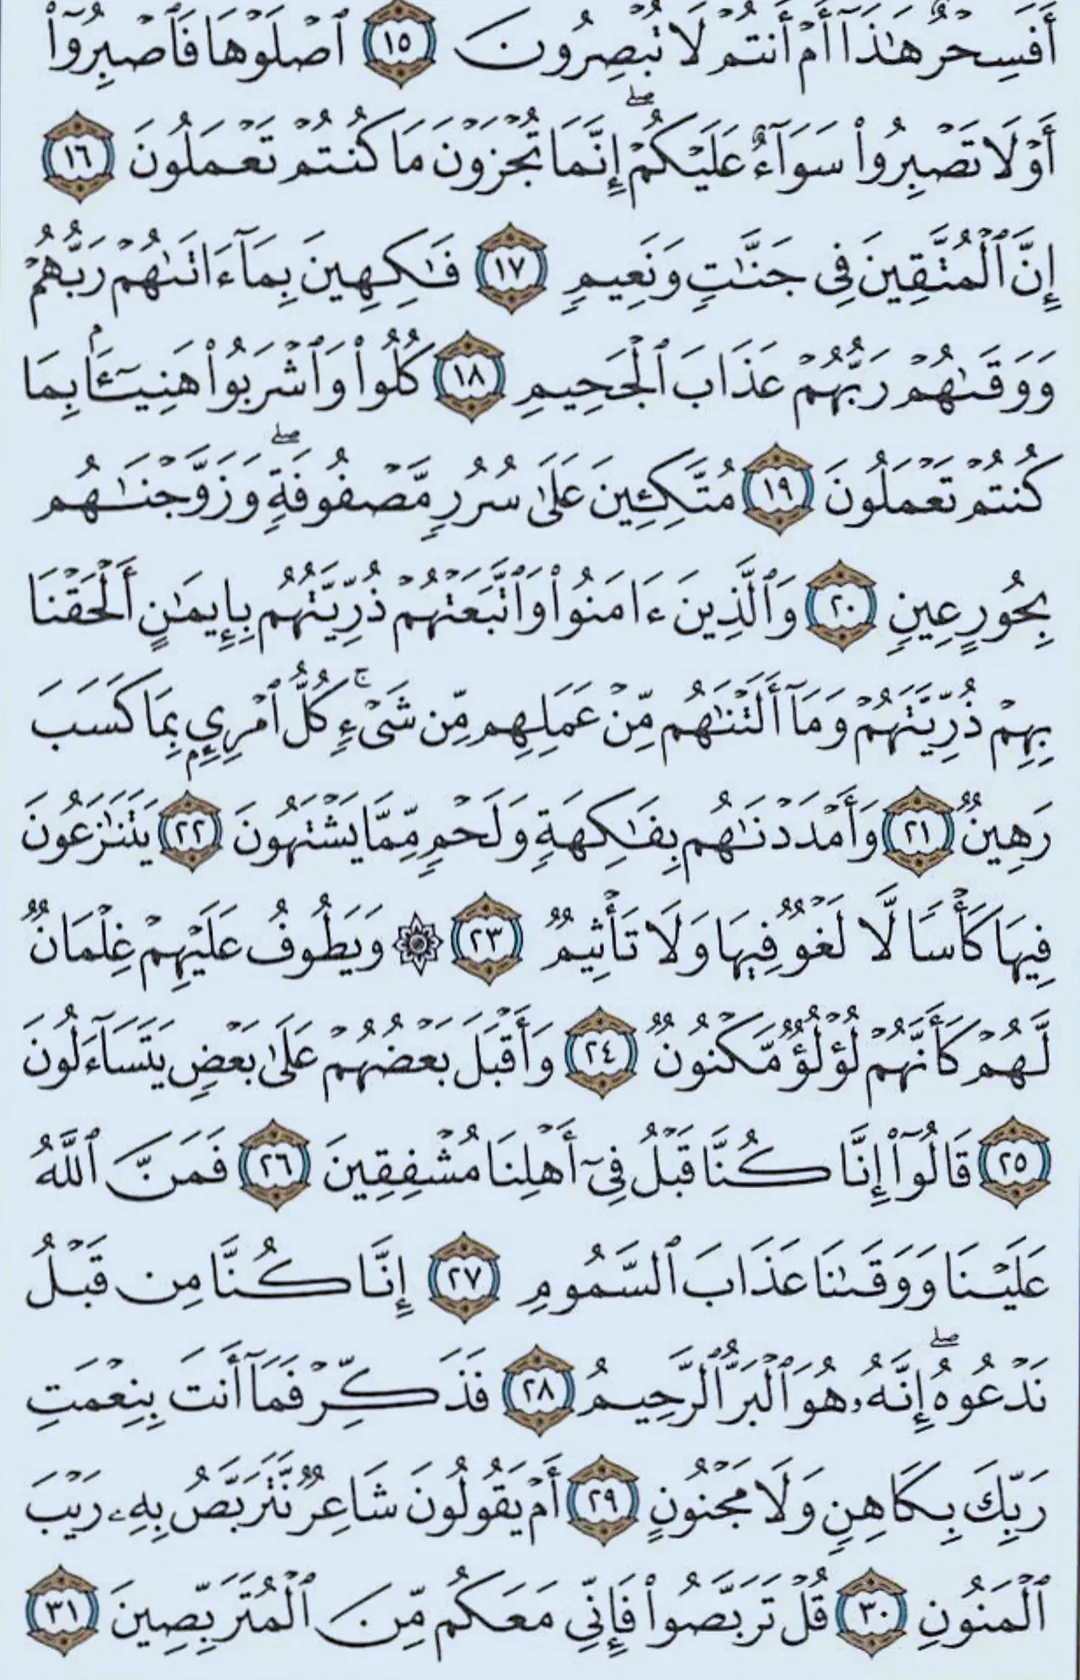 أَفَسِحْرٌ هَٰذَآ أَمْ أَنتُمْ لَا تُبْصِرُونَ ١٥ ٱصْلَوْهَا فَٱصْبِرُوٓا۟
أَوْ لَا تَصْبِرُوا۟ سَوَآءٌ عَلَيْكُمْ ۖ إِنَّمَا تُجْزَوْنَ مَا كُنتُمْ تَعْمَلُونَ ١٦
إِنَّ ٱلْمُتَّقِينَ فِى جَنَّٰتٍ وَنَعِيمٍ ١٧ فَٰكِهِينَ بِمَآ ءَاتَىٰهُمْ رَبُّهُمْ
وَوَقَىٰهُمْ رَبُّهُمْ عَذَابَ ٱلْجَحِيمِ ١٨ كُلُوا۟ وَٱشْرَبُوا۟ هَنِيٓـًٔۢا بِمَا
كُنتُمْ تَعْمَلُونَ ١٩ مُتَّكِـِٔينَ عَلَىٰ سُرُرٍ مَّصْفُوفَةٍ ۖ وَزَوَّجْنَٰهُم
بِحُورٍ عِينٍ ٢٠ وَٱلَّذِينَ ءَامَنُوا۟ وَٱتَّبَعَتْهُمْ ذُرِّيَّتُهُم بِإِيمَٰنٍ أَلْحَقْنَا
بِهِمْ ذُرِّيَّتَهُمْ وَمَآ أَلَتْنَٰهُم مِّنْ عَمَلِهِم مِّن شَىْءٍ ۚ كُلُّ ٱمْرِئٍۭ بِمَا كَسَبَ
رَهِينٌ ٢١ وَأَمْدَدْنَٰهُم بِفَٰكِهَةٍ وَلَحْمٍ مِّمَّا يَشْتَهُونَ ٢٢ يَتَنَٰزَعُونَ
فِيهَا كَأْسًا لَّا لَغْوٌ فِيهَا وَلَا تَأْثِيمٌ ٢٣ ۞ وَيَطُوفُ عَلَيْهِمْ غِلْمَانٌ
لَّهُمْ كَأَنَّهُمْ لُؤْلُؤٌ مَّكْنُونٌ ٢٤ وَأَقْبَلَ بَعْضُهُمْ عَلَىٰ بَعْضٍ يَتَسَآءَلُونَ
٢٥ قَالُوٓا۟ إِنَّا كُنَّا قَبْلُ فِىٓ أَهْلِنَا مُشْفِقِينَ ٢٦ فَمَنَّ ٱللَّهُ
عَلَيْنَا وَوَقَىٰنَا عَذَابَ ٱلسَّمُومِ ٢٧ إِنَّا كُنَّا مِن قَبْلُ
نَدْعُوهُ ۖ إِنَّهُۥ هُوَ ٱلْبَرُّ ٱلرَّحِيمُ ٢٨ فَذَكِّرْ فَمَآ أَنتَ بِنِعْمَتِ
رَبِّكَ بِكَاهِنٍ وَلَا مَجْنُونٍ ٢٩ أَمْ يَقُولُونَ شَاعِرٌ نَّتَرَبَّصُ بِهِۦ رَيْبَ
ٱلْمَنُونِ ٣٠ قُلْ تَرَبَّصُوا۟ فَإِنِّى مَعَكُم مِّنَ ٱلْمُتَرَبِّصِينَ ٣١